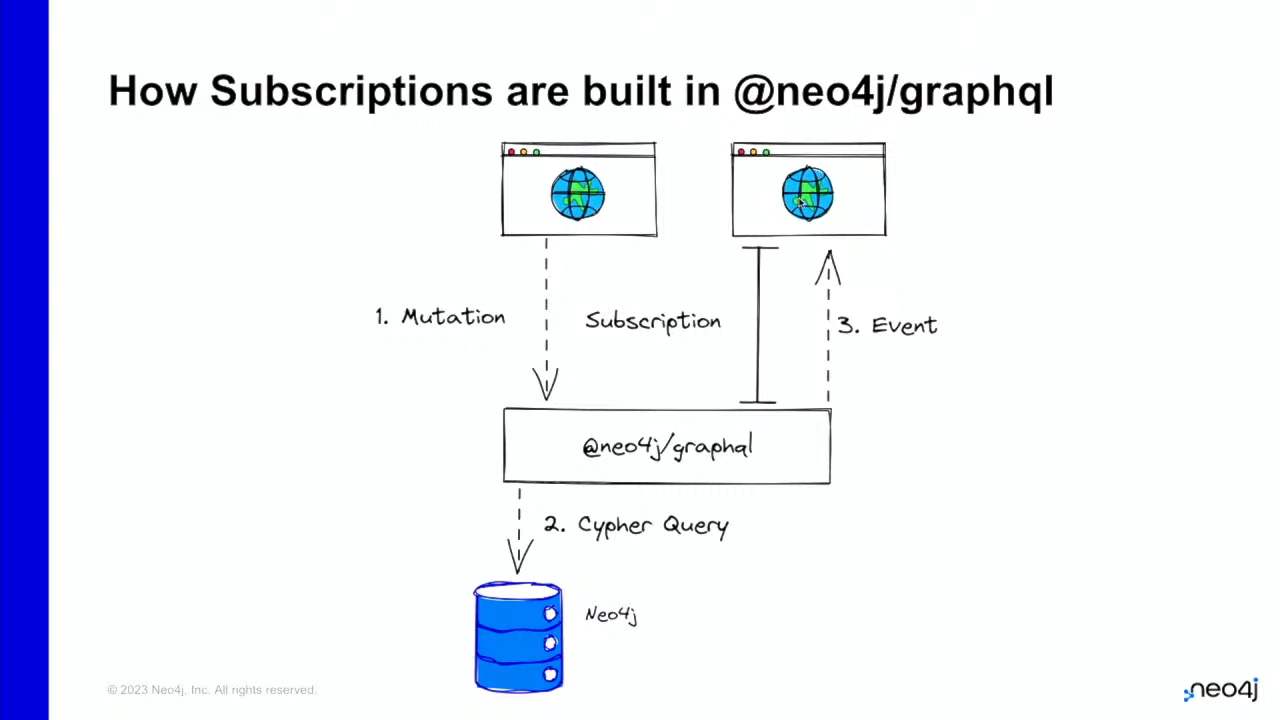 How Subscriptions are built in @neo4j/graphql
1. Mutation
Subscription
3. Event
@neo4j/graphql
2. Cypher Query
Neo4j
© 2023 Neo4j, Inc. All rights reserved.
neo4j